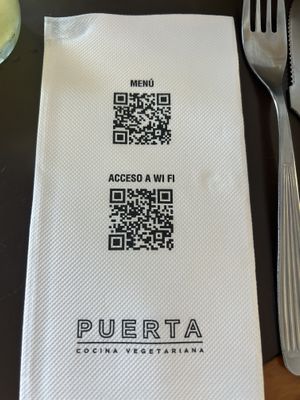 MENÚ
ACCESO A WI FI
PUERTA
COCINA VEGETARIANA